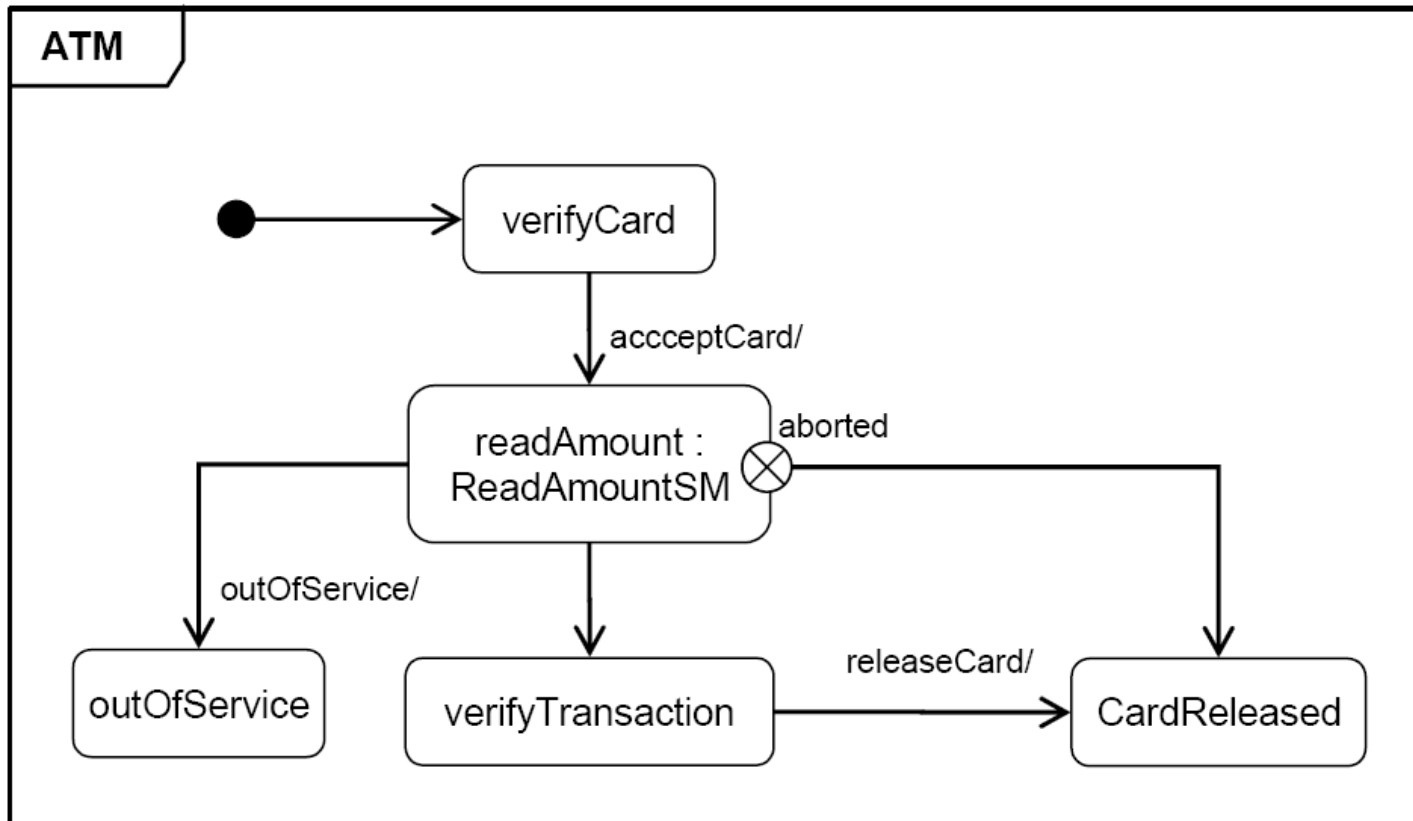 ATM
verifyCard
accceptCard/
readAmount :
ReadAmountSM
aborted
outOfService/
outOfService
verifyTransaction
releaseCard/
CardReleased